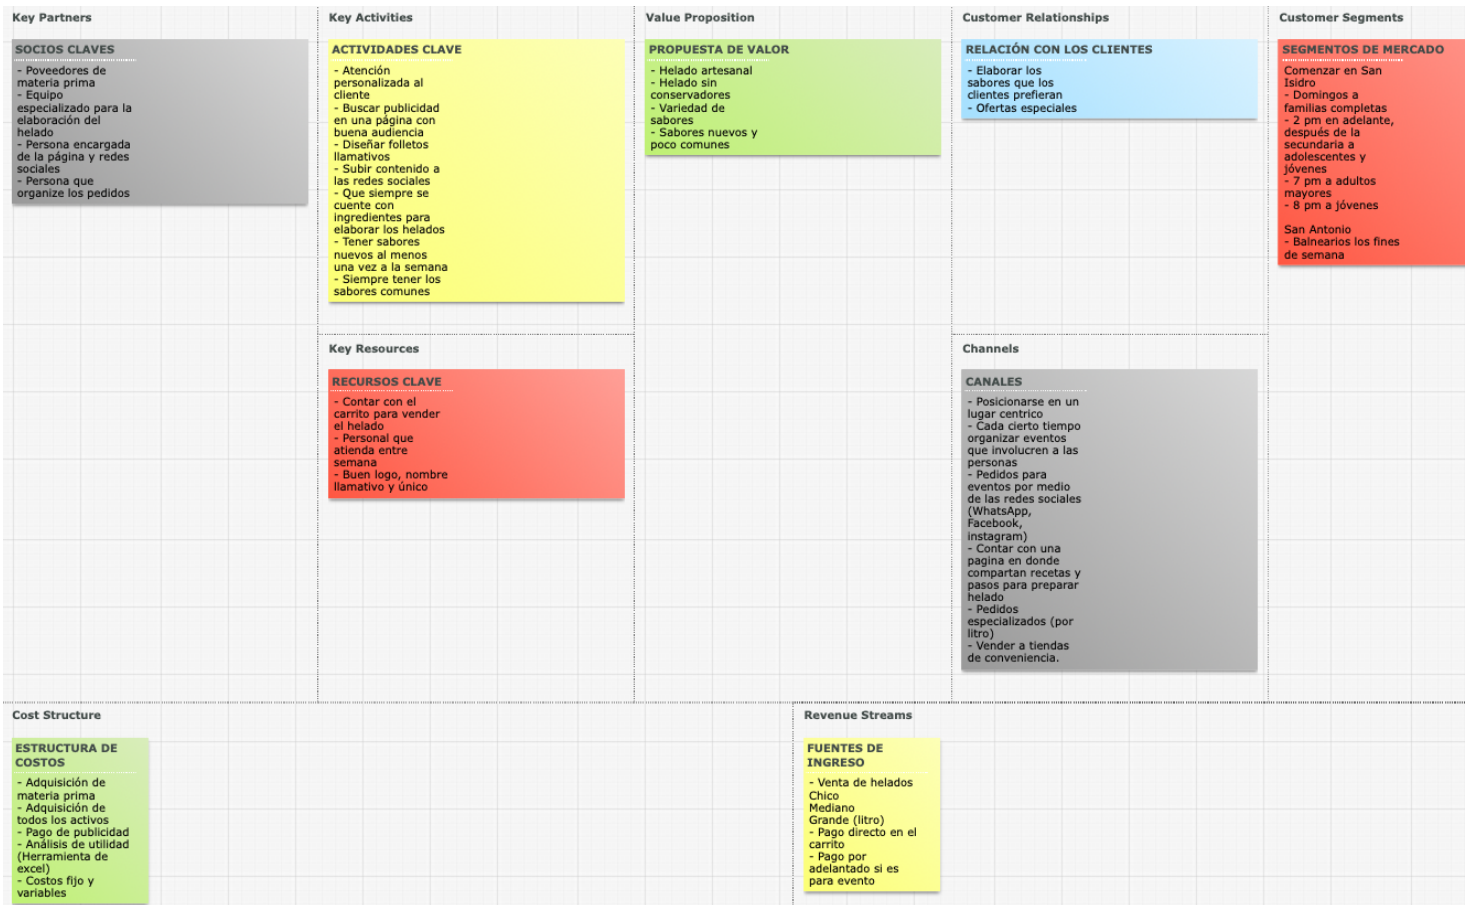 Key Partners
SOCIOS CLAVES
- Poveedores de
materia prima
- Equipo
especializado para la
elaboración del
helado
- Persona encargada
de la página y redes
sociales
- Persona que
organize los pedidos
Key Activities
ACTIVIDADES CLAVE
- Atención
personalizada al
cliente
- Buscar publicidad
en una página con
buena audiencia
- Diseñar folletos
llamativos
- Subir contenido a
las redes sociales
- Que siempre se
cuente con
ingredientes para
elaborar los helados
- Tener sabores
nuevos al menos
una vez a la semana
- Siempre tener los
sabores comunes
Key Resources
RECURSOS CLAVE
- Contar con el
carrito para vender
el helado
- Personal que
atienda entre
semana
- Buen logo, nombre
llamativo y único
Value Proposition
PROPUESTA DE VALOR
- Helado artesanal
- Helado sin
conservadores
- Variedad de
sabores
- Sabores nuevos y
poco comunes
Customer Relationships
RELACIÓN CON LOS CLIENTES
- Elaborar los
sabores que los
clientes prefieran
- Ofertas especiales
Channels
CANALES
- Posicionarse en un
lugar centrico
- Cada cierto tiempo
organizar eventos
que involucren a las
personas
- Pedidos para
eventos por medio
de las redes sociales
(WhatsApp,
Facebook,
instagram)
- Contar con una
pagina en donde
compartan recetas y
pasos para preparar
helado
- Pedidos
especializados (por
litro)
- Vender a tiendas
de conveniencia.
Customer Segments
SEGMENTOS DE MERCADO
Comenzar en San
Isidro
- Domingos a
familias completas
- 2 pm en adelante,
después de la
secundaria a
adolescentes y
jóvenes
- 7 pm a adultos
mayores
- 8 pm a jóvenes
San Antonio
- Balnearios los fines
de semana
Cost Structure
ESTRUCTURA DE
COSTOS
- Adquisición de
materia prima
- Adquisición de
todos los activos
- Pago de publicidad
- Análisis de utilidad
(Herramienta de
excel)
- Costos fijo y
variables
Revenue Streams
FUENTES DE
INGRESO
- Venta de helados
Chico
Mediano
Grande (litro)
- Pago directo en el
carrito
- Pago por
adelantado si es
para evento